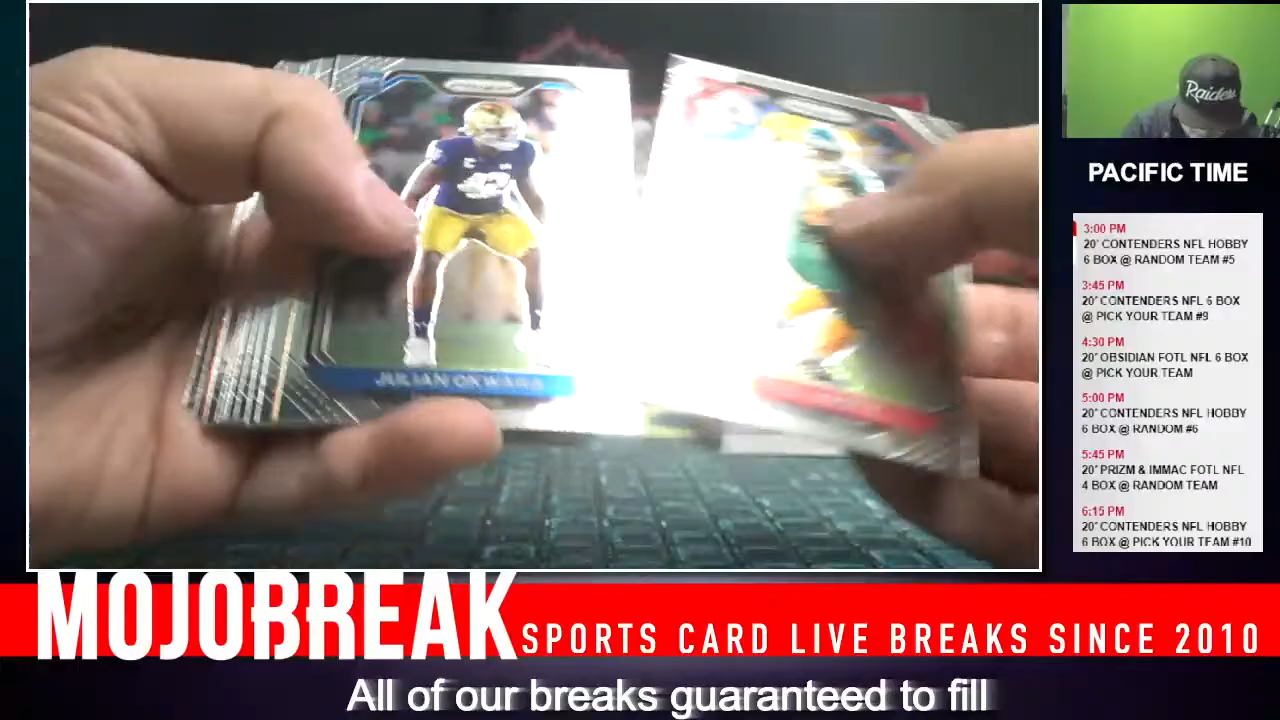 Prizm
Prizm
42
JULIAN OKWARA
Raiders
PACIFIC TIME
3:00 PM
20' CONTENDERS NFL HOBBY
6 BOX @ RANDOM TEAM #5
3:45 PM
20' CONTENDERS NFL 6 BOX
@ PICK YOUR TEAM #9
4:30 PM
20' OBSIDIAN FOTL NFL 6 BOX
@ PICK YOUR TEAM
5:00 PM
20' CONTENDERS NFL HOBBY
6 BOX @ RANDOM #6
5:45 PM
20' PRIZM & IMMAC FOTL NFL
4 BOX @ RANDOM TEAM
6:15 PM
20' CONTENDERS NFL HOBBY
6 BOX @ PICK YOUR TEAM #10
MOJOBREAK
SPORTS CARD LIVE BREAKS SINCE 2010
All of our breaks guaranteed to fill